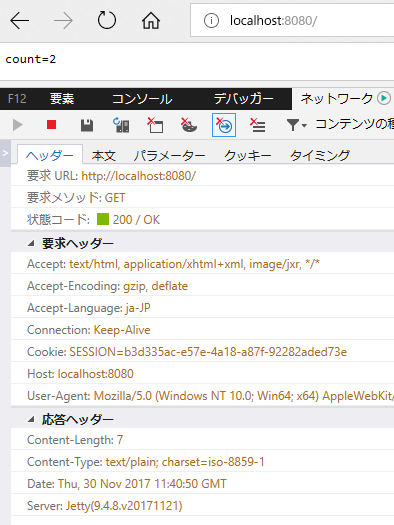 localhost:8080/
count=2
F12 要素 コンソール デバッガー ネットワーク
コンテンツの種
ヘッダー 本文 パラメーター クッキー タイミング
要求 URL: http://localhost:8080/
要求メソッド: GET
状態コード: 200 / OK
要求ヘッダー
Accept: text/html, application/xhtml+xml, image/jxr, */*
Accept-Encoding: gzip, deflate
Accept-Language: ja-JP
Connection: Keep-Alive
Cookie: SESSION=b3d335ac-e57e-4a18-a87f-92282aded73e
Host: localhost:8080
User-Agent: Mozilla/5.0 (Windows NT 10.0; Win64; x64) AppleWebKit/
応答ヘッダー
Content-Length: 7
Content-Type: text/plain; charset=iso-8859-1
Date: Thu, 30 Nov 2017 11:40:50 GMT
Server: Jetty(9.4.8.v20171121)